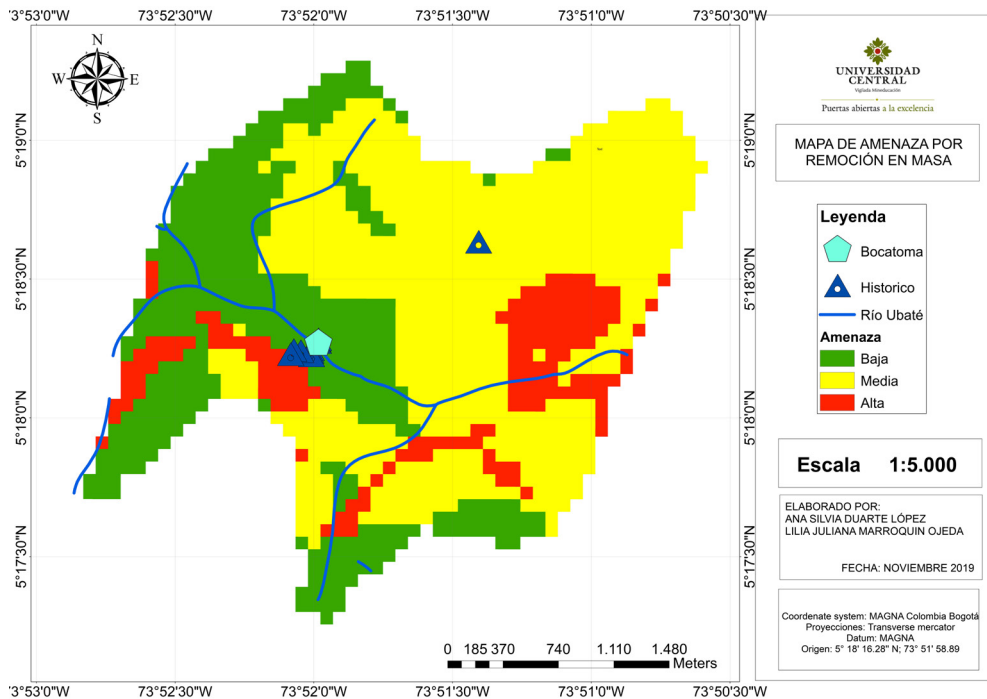 3°53'0"W 73°52'30"W 73°52'0"W 73°51'30"W 73°51'0"W 73°50'30"W
N
W E
S
5°19'0"N 5°19'0"N
5°18'30"N 5°18'30"N
5°18'0"N 5°18'0"N
5°17'30"N 5°17'30"N
0 185 370 740 1.110 1.480
Meters
3°53'0"W 73°52'30"W 73°52'0"W 73°51'30"W 73°51'0"W 73°50'30"W
UNIVERSIDAD
CENTRAL
Vigilada Mineducación
Puertas abiertas a la excelencia
MAPA DE AMENAZA POR
REMOCIÓN EN MASA
Leyenda
Bocatoma
Historico
Río Ubaté
Amenaza
Baja
Media
Alta
Escala 1:5.000
ELABORADO POR:
ANA SILVIA DUARTE LÓPEZ
LILIA JULIANA MARROQUIN OJEDA
FECHA: NOVIEMBRE 2019
Coordenate system: MAGNA Colombia Bogotá
Proyecciones: Transverse mercator
Datum: MAGNA
Origen: 5° 18' 16.28" N; 73° 51' 58.89